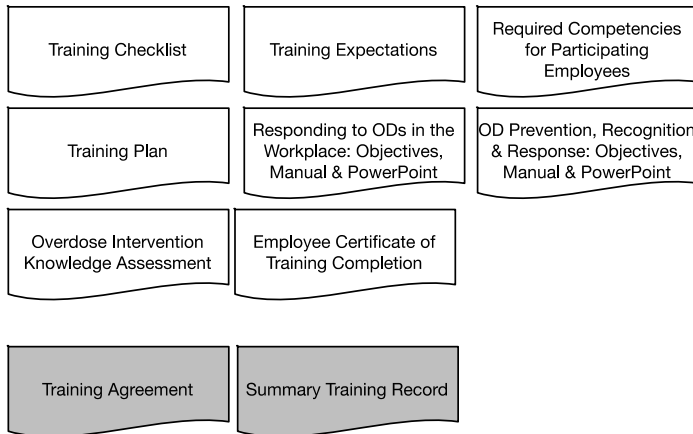 Training Checklist
Training Expectations
Required Competencies
for Participating
Employees
Training Plan
Responding to ODs in the
Workplace: Objectives,
Manual & PowerPoint
OD Prevention, Recognition
& Response: Objectives,
Manual & PowerPoint
Overdose Intervention
Knowledge Assessment
Employee Certificate of
Training Completion
Training Agreement
Summary Training Record